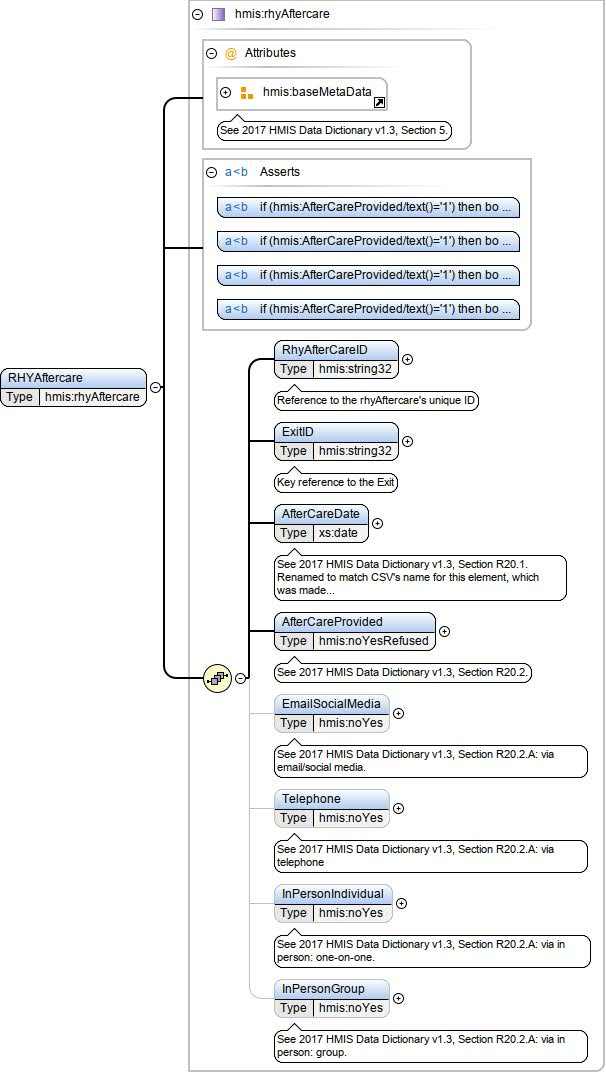 hmis:rhyAftercare
@ Attributes
hmis:baseMetaData
See 2017 HMIS Data Dictionary v1.3, Section 5.
a<b Asserts
a<b if (hmis:AfterCareProvided/text()='1') then bo ...
a<b if (hmis:AfterCareProvided/text()='1') then bo ...
a<b if (hmis:AfterCareProvided/text()='1') then bo ...
a<b if (hmis:AfterCareProvided/text()='1') then bo ...
RHYAftercare
Type hmis:rhyAftercare
RhyAfterCareID
Type hmis:string32
Reference to the rhyAftercare's unique ID
ExitID
Type hmis:string32
Key reference to the Exit
AfterCareDate
Type xs:date
See 2017 HMIS Data Dictionary v1.3, Section R20.1.
Renamed to match CSV's name for this element, which
was made...
AfterCareProvided
Type hmis:noYesRefused
See 2017 HMIS Data Dictionary v1.3, Section R20.2.
EmailSocialMedia
Type hmis:noYes
See 2017 HMIS Data Dictionary v1.3, Section R20.2.A: via
email/social media.
Telephone
Type hmis:noYes
See 2017 HMIS Data Dictionary v1.3, Section R20.2.A: via
telephone
InPersonIndividual
Type hmis:noYes
See 2017 HMIS Data Dictionary v1.3, Section R20.2.A: via in
person: one-on-one.
InPersonGroup
Type hmis:noYes
See 2017 HMIS Data Dictionary v1.3, Section R20.2.A: via in
person: group.